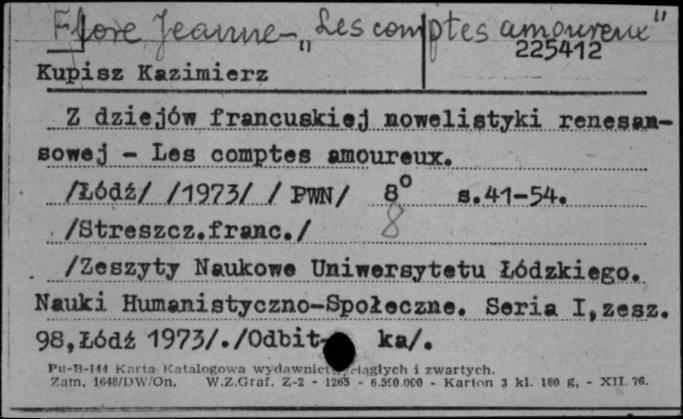 Flore Jeanne - „Les comptes amoureux"
225412
Kupisz Kazimierz
Z dziejów francuskiej nowelistyki renesan-
sowej - Les comptes amoureux.
/Łódź/ /1973/ / PWN/ 8° s.41-54.
/Streszcz.franc./ 8
/Zeszyty Naukowe Uniwersytetu Łódzkiego.
Nauki Humanistyczno-Społeczne. Seria I,zesz.
98,Łódź 1973/./Odbit- ka/.
Pu-B-144 Karta Katalogowa wydawnictw ciągłych i zwartych.
Zam. 1648/DW/On. W.Z.Graf. Z-2 - 1265 - 6.500.000 - Karton 3 kl. 180 g, - XII. 76.